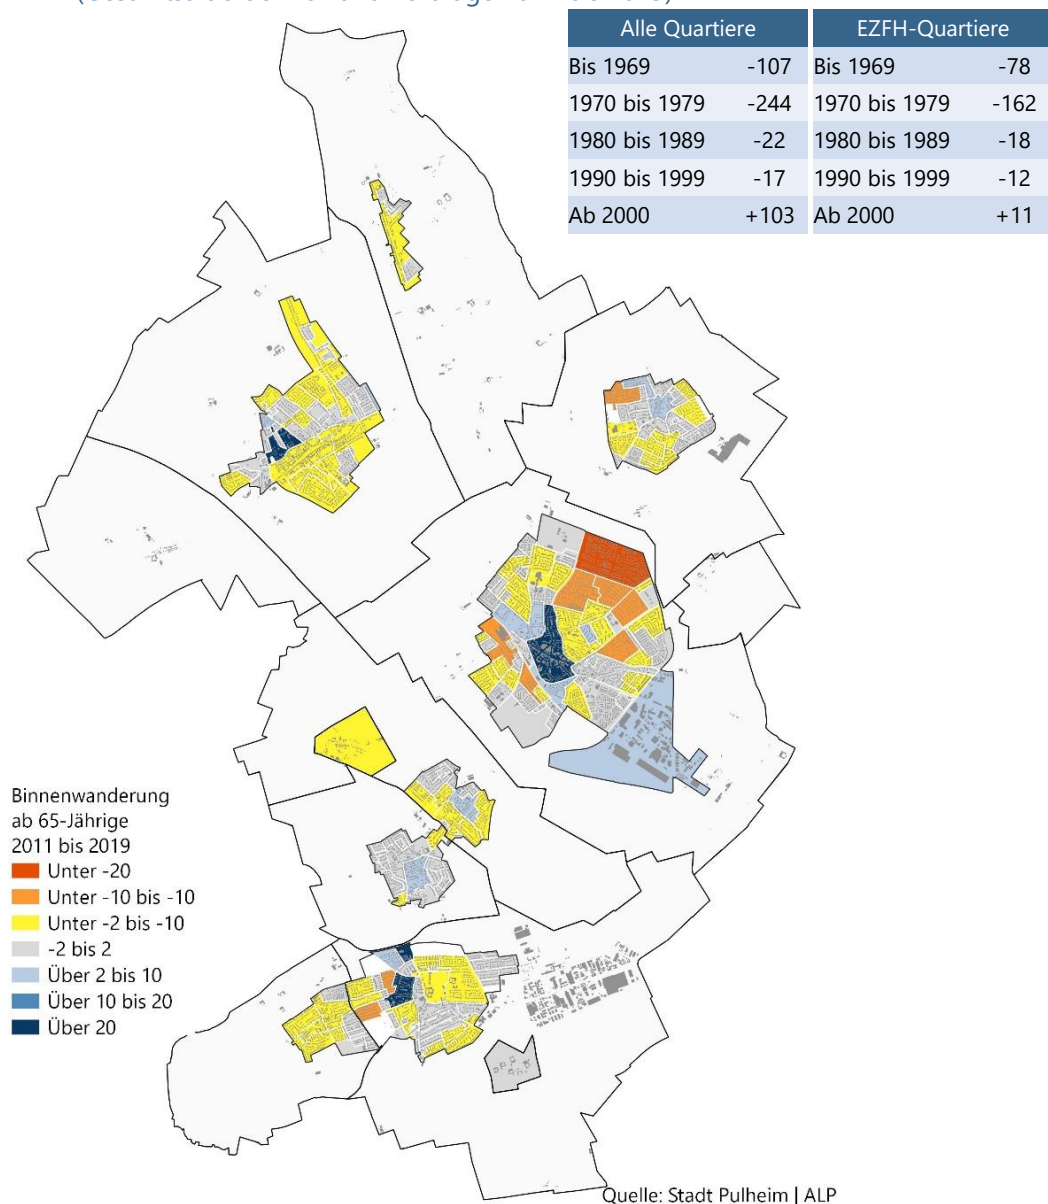 Alle Quartiere EZFH-Quartiere
Bis 1969 -107 Bis 1969 -78
1970 bis 1979 -244 1970 bis 1979 -162
1980 bis 1989 -22 1980 bis 1989 -18
1990 bis 1999 -17 1990 bis 1999 -12
Ab 2000 +103 Ab 2000 +11
Binnenwanderung
ab 65-Jährige
2011 bis 2019
Unter -20
Unter -10 bis -10
Unter -2 bis -10
-2 bis 2
Über 2 bis 10
Über 10 bis 20
Über 20
Quelle: Stadt Pulheim | ALP